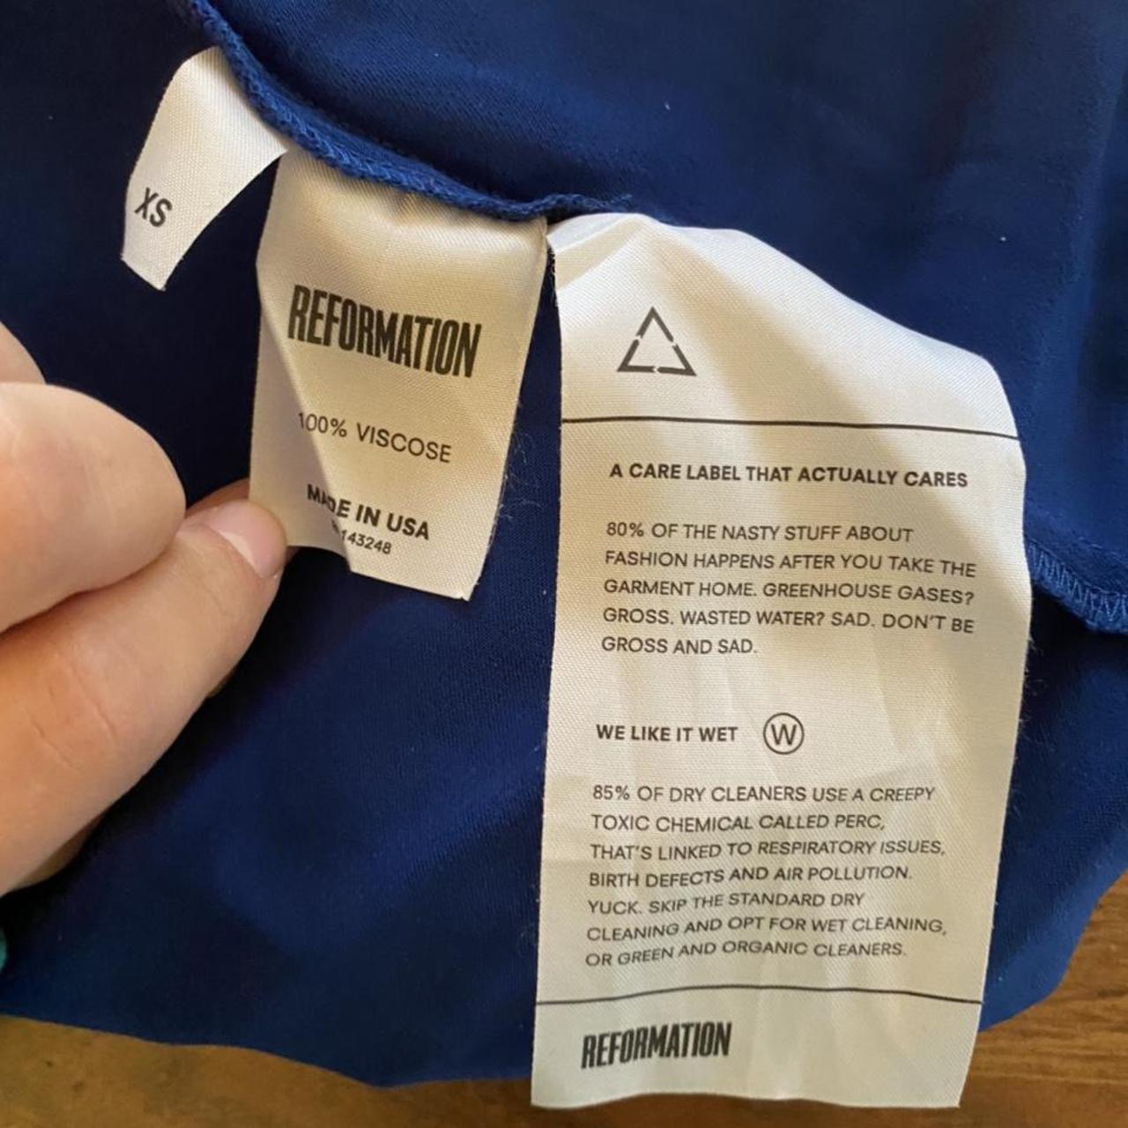 XS
REFORMATION
100% VISCOSE
MADE IN USA
143248
A CARE LABEL THAT ACTUALLY CARES
80% OF THE NASTY STUFF ABOUT
FASHION HAPPENS AFTER YOU TAKE THE
GARMENT HOME. GREENHOUSE GASES?
GROSS. WASTED WATER? SAD. DON'T BE
GROSS AND SAD.
WE LIKE IT WET W
85% OF DRY CLEANERS USE A CREEPY
TOXIC CHEMICAL CALLED PERC,
THAT'S LINKED TO RESPIRATORY ISSUES,
BIRTH DEFECTS AND AIR POLLUTION.
YUCK. SKIP THE STANDARD DRY
CLEANING AND OPT FOR WET CLEANING,
OR GREEN AND ORGANIC CLEANERS.
REFORMATION